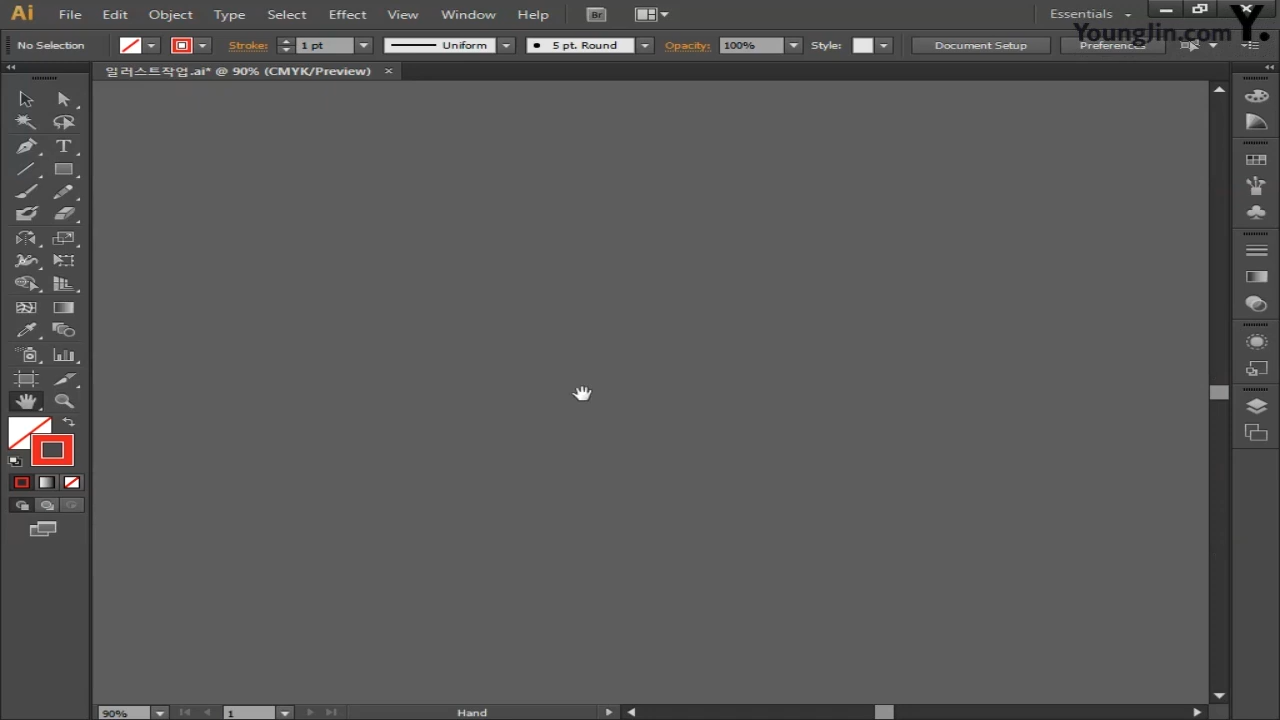 Ai File Edit Object Type Select Effect View Window Help Br Essentials
YoungJin.com Y.
No Selection Stroke: 1 pt Uniform 5 pt. Round Opacity: 100% Style: Document Setup Preferences
일러스트작업.ai* @ 90% (CMYK/Preview) ×
T
90% 1 Hand